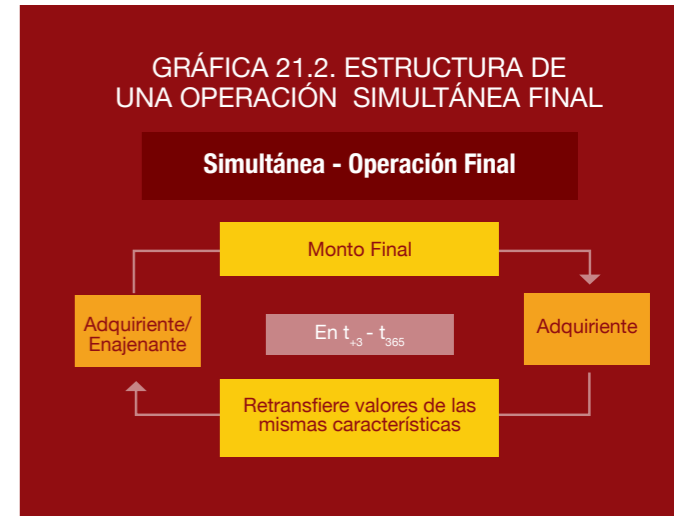 GRÁFICA 21.2. ESTRUCTURA DE
UNA OPERACIÓN SIMULTÁNEA FINAL
Simultánea - Operación Final
Monto Final
Adquiriente/
Enajenante
En t+3 - t365
Adquiriente
Retransfiere valores de las
mismas características